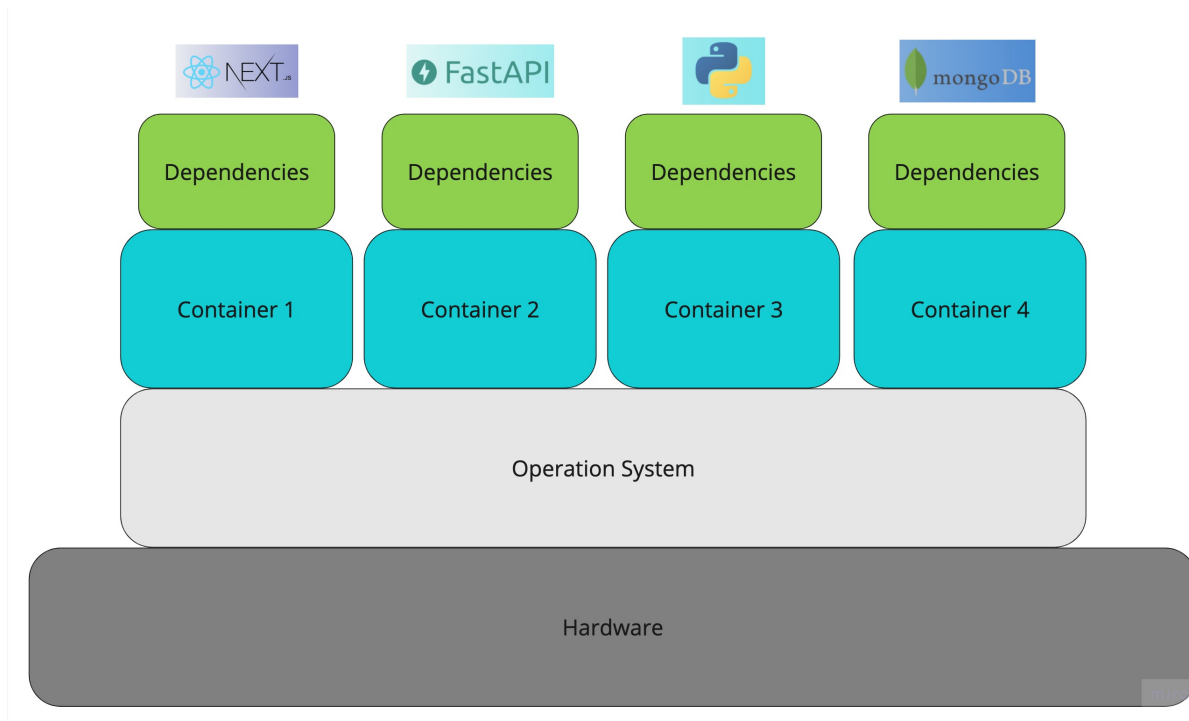 NEXT.JS
FastAPI
mongoDB
Dependencies
Dependencies
Dependencies
Dependencies
Container 1
Container 2
Container 3
Container 4
Operation System
Hardware